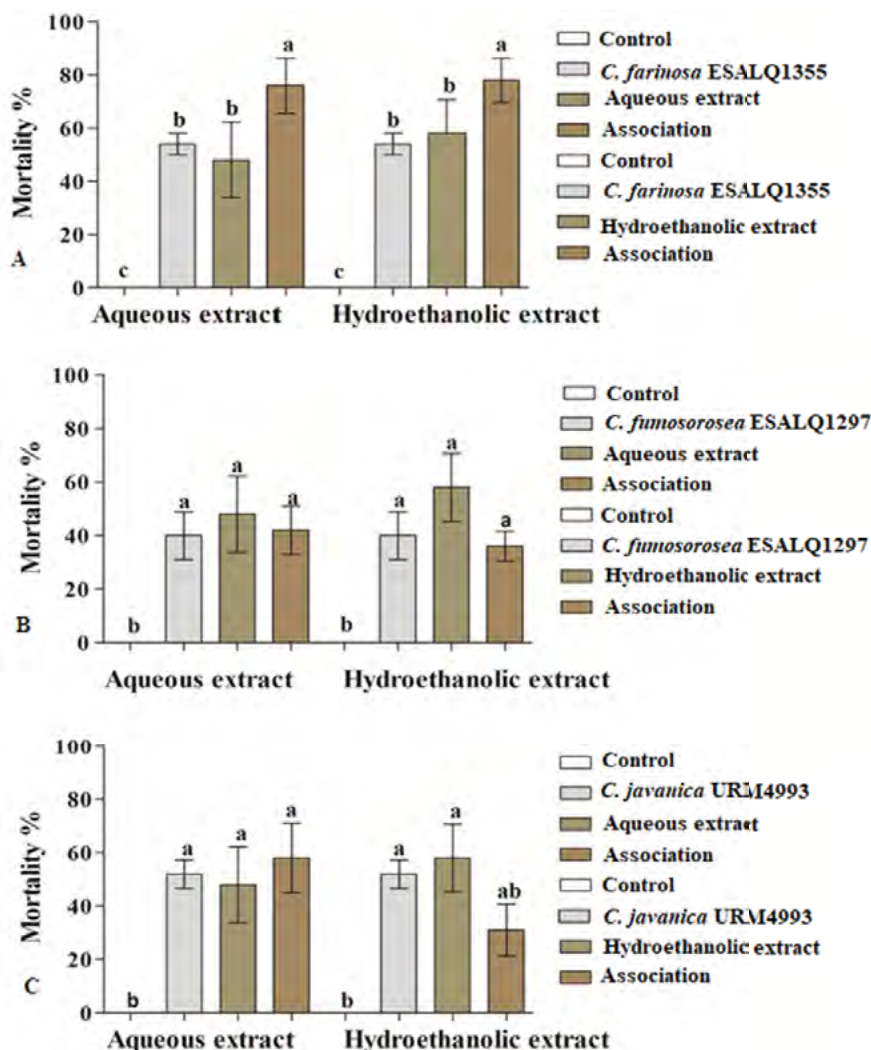 100
80
60
40
20
0
Mortality %
A
a
b
b
c
a
b
b
c
Aqueous extract
Hydroethanolic extract
Control
C. farinosa ESALQ1355
Aqueous extract
Association
Control
C. farinosa ESALQ1355
Hydroethanolic extract
Association
100
80
60
40
20
0
Mortality %
B
b
a
a
a
b
a
a
a
Aqueous extract
Hydroethanolic extract
Control
C. fumosorosea ESALQ1297
Aqueous extract
Association
Control
C. fumosorosea ESALQ1297
Hydroethanolic extract
Association
100
80
60
40
20
0
Mortality %
C
b
a
a
a
b
a
a
ab
Aqueous extract
Hydroethanolic extract
Control
C. javanica URM4993
Aqueous extract
Association
Control
C. javanica URM4993
Hydroethanolic extract
Association